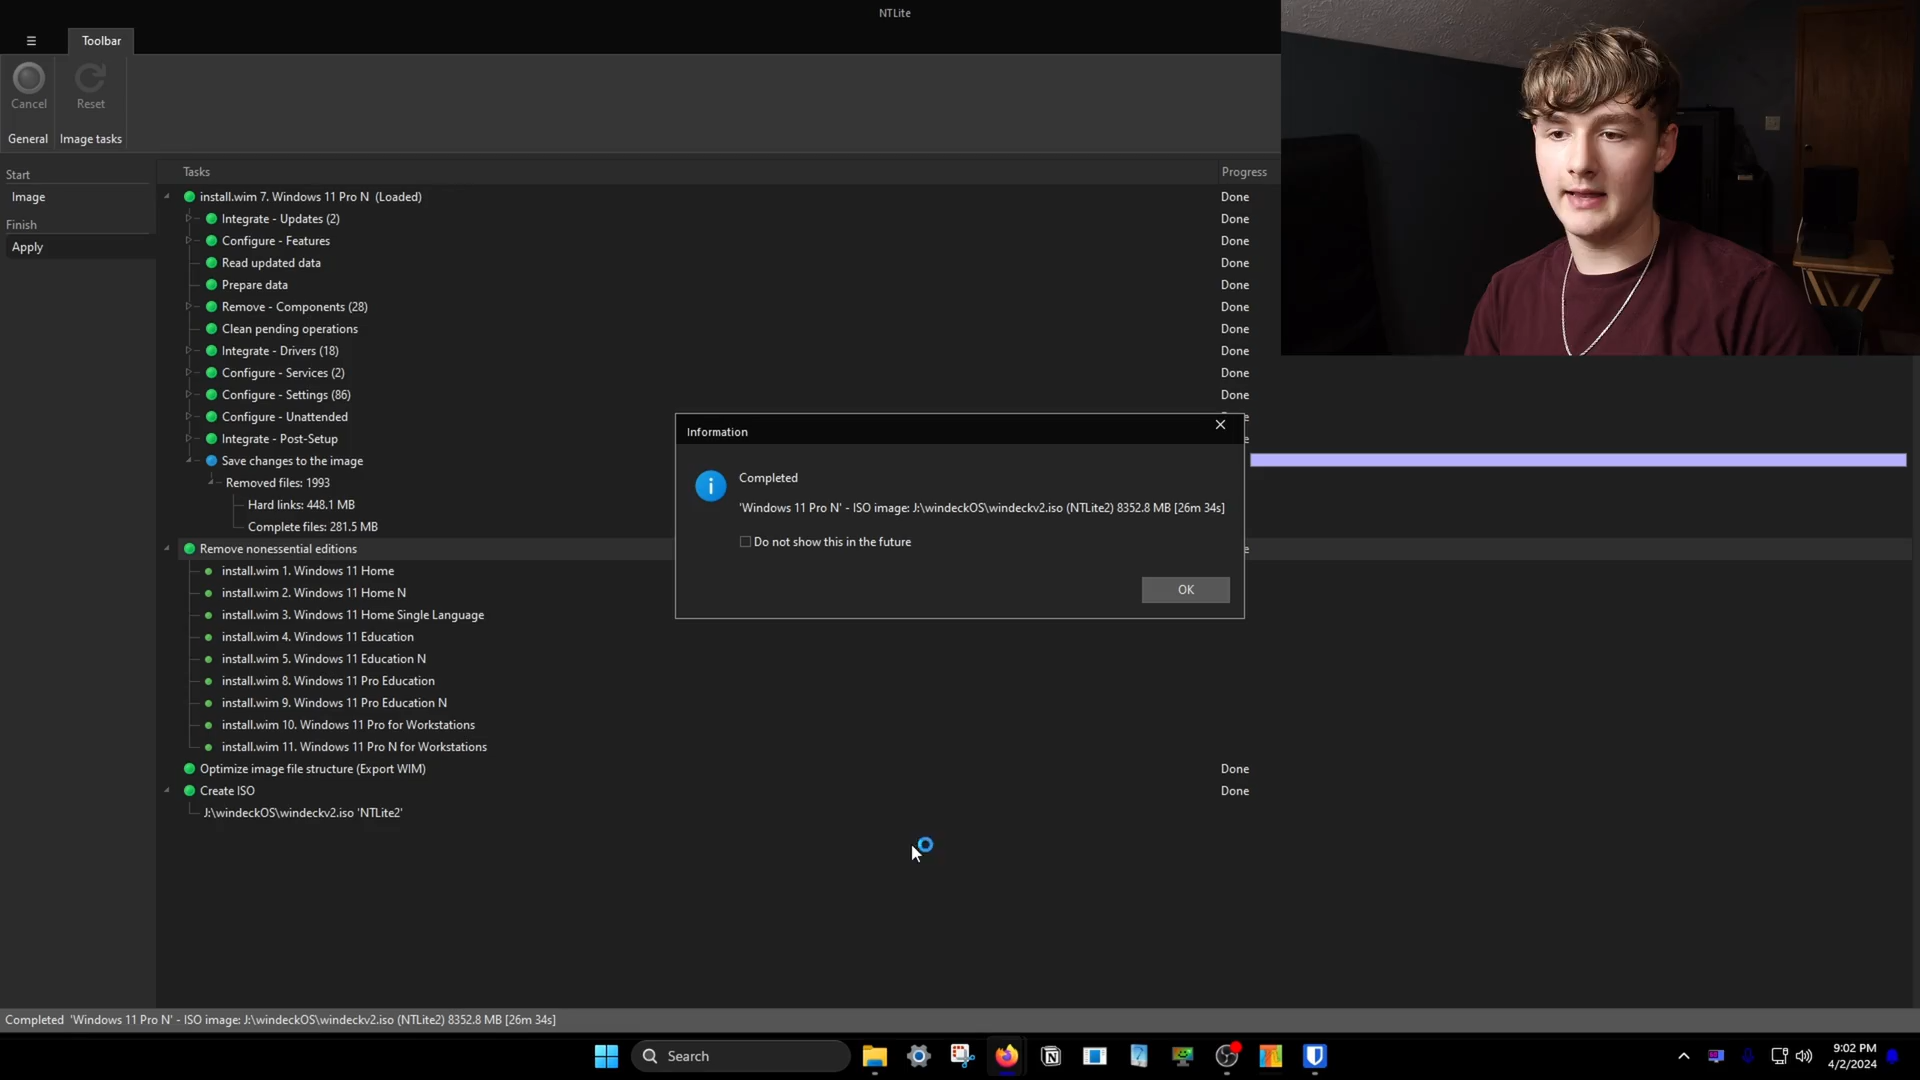 NTLite
Toolbar
Cancel
Reset
General
Image tasks
Start
Image
Finish
Apply
Tasks
Progress
install.wim 7. Windows 11 Pro N (Loaded)
Done
Integrate - Updates (2)
Done
Configure - Features
Done
Read updated data
Done
Prepare data
Done
Remove - Components (28)
Done
Clean pending operations
Done
Integrate - Drivers (18)
Done
Configure - Services (2)
Done
Configure - Settings (86)
Done
Configure - Unattended
Integrate - Post-Setup
Save changes to the image
Removed files: 1993
Hard links: 448.1 MB
Complete files: 281.5 MB
Remove nonessential editions
install.wim 1. Windows 11 Home
install.wim 2. Windows 11 Home N
install.wim 3. Windows 11 Home Single Language
install.wim 4. Windows 11 Education
install.wim 5. Windows 11 Education N
install.wim 8. Windows 11 Pro Education
install.wim 9. Windows 11 Pro Education N
install.wim 10. Windows 11 Pro for Workstations
install.wim 11. Windows 11 Pro N for Workstations
Optimize image file structure (Export WIM)
Done
Create ISO
Done
J:\windeckOS\windeckv2.iso 'NTLite2'
Information
Completed
'Windows 11 Pro N' - ISO image: J:\windeckOS\windeckv2.iso (NTLite2) 8352.8 MB [26m 34s]
Do not show this in the future
OK
Completed 'Windows 11 Pro N' - ISO image: J:\windeckOS\windeckv2.iso (NTLite2) 8352.8 MB [26m 34s]
Search
9:02 PM
4/2/2024